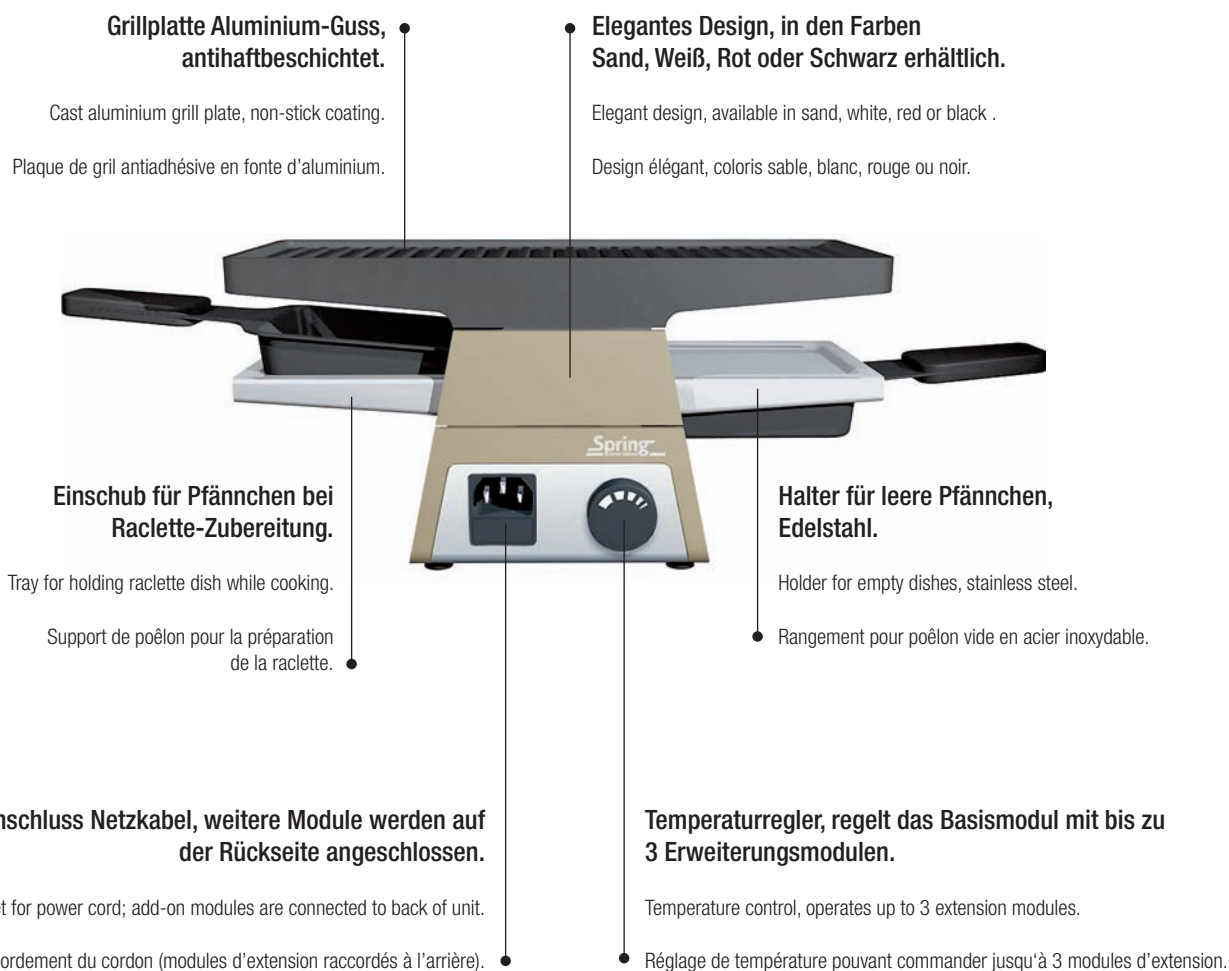 Grillplatte Aluminium-Guss,
antihaftbeschichtet.
Cast aluminium grill plate, non-stick coating.
Plaque de gril antiadhésive en fonte d’aluminium.
Elegantes Design, in den Farben
Sand, Weiß, Rot oder Schwarz erhältlich.
Elegant design, available in sand, white, red or black .
Design élégant, coloris sable, blanc, rouge ou noir.
Spring
Einschub für Pfännchen bei
Raclette-Zubereitung.
Tray for holding raclette dish while cooking.
Support de poêlon pour la préparation
de la raclette.
Halter für leere Pfännchen,
Edelstahl.
Holder for empty dishes, stainless steel.
Rangement pour poêlon vide en acier inoxydable.
Netzkabel, weitere Module werden auf
der Rückseite angeschlossen.
for power cord; add-on modules are connected to back of unit.
du cordon (modules d’extension raccordés à l’arrière).
Temperaturregler, regelt das Basismodul mit bis zu
3 Erweiterungsmodulen.
Temperature control, operates up to 3 extension modules.
Réglage de température pouvant commander jusqu‘à 3 modules d’extension.